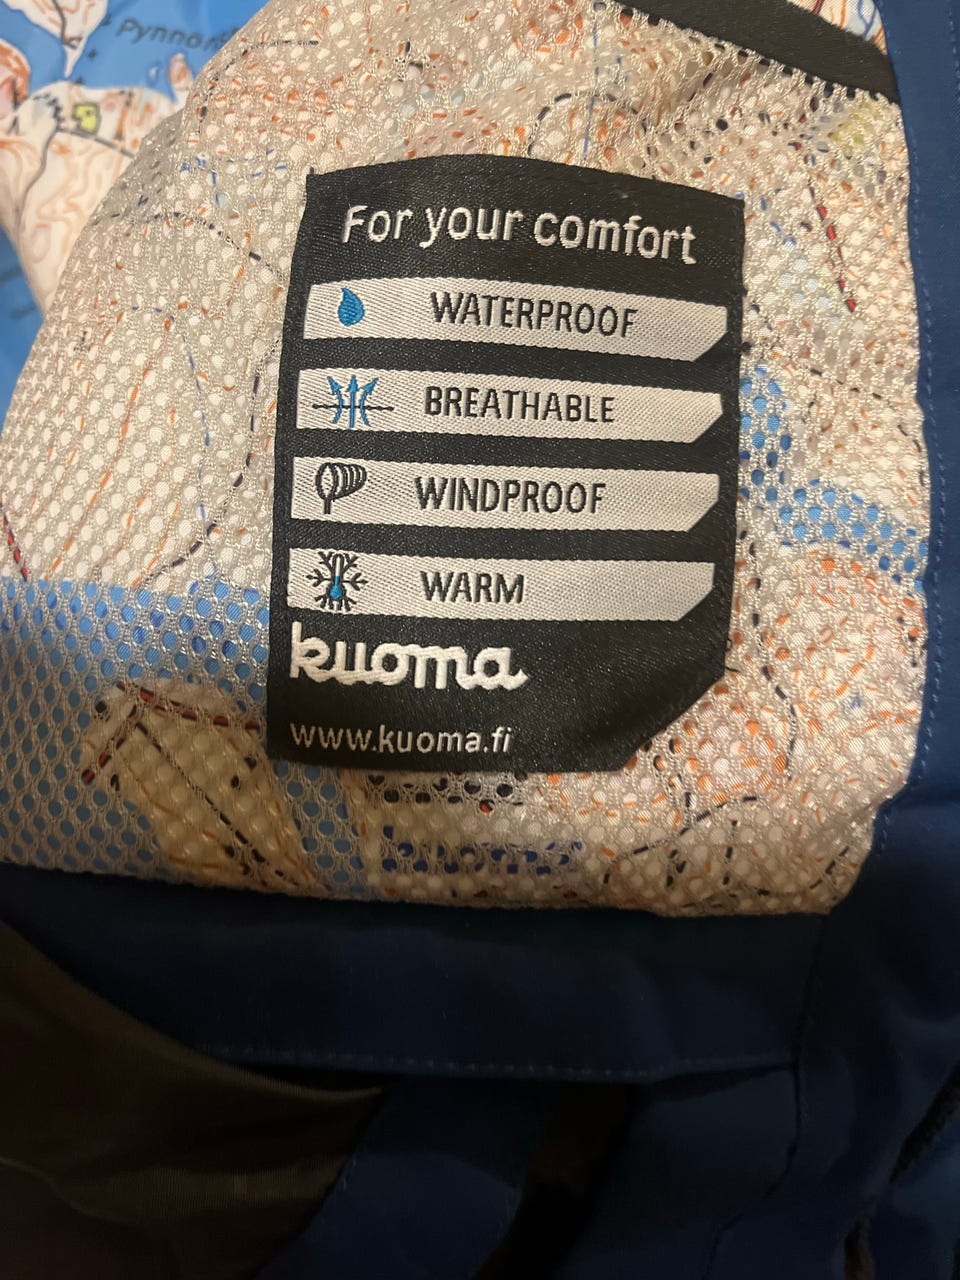 For your comfort
WATERPROOF
BREATHABLE
WINDPROOF
WARM
kuoma
www.kuoma.fi